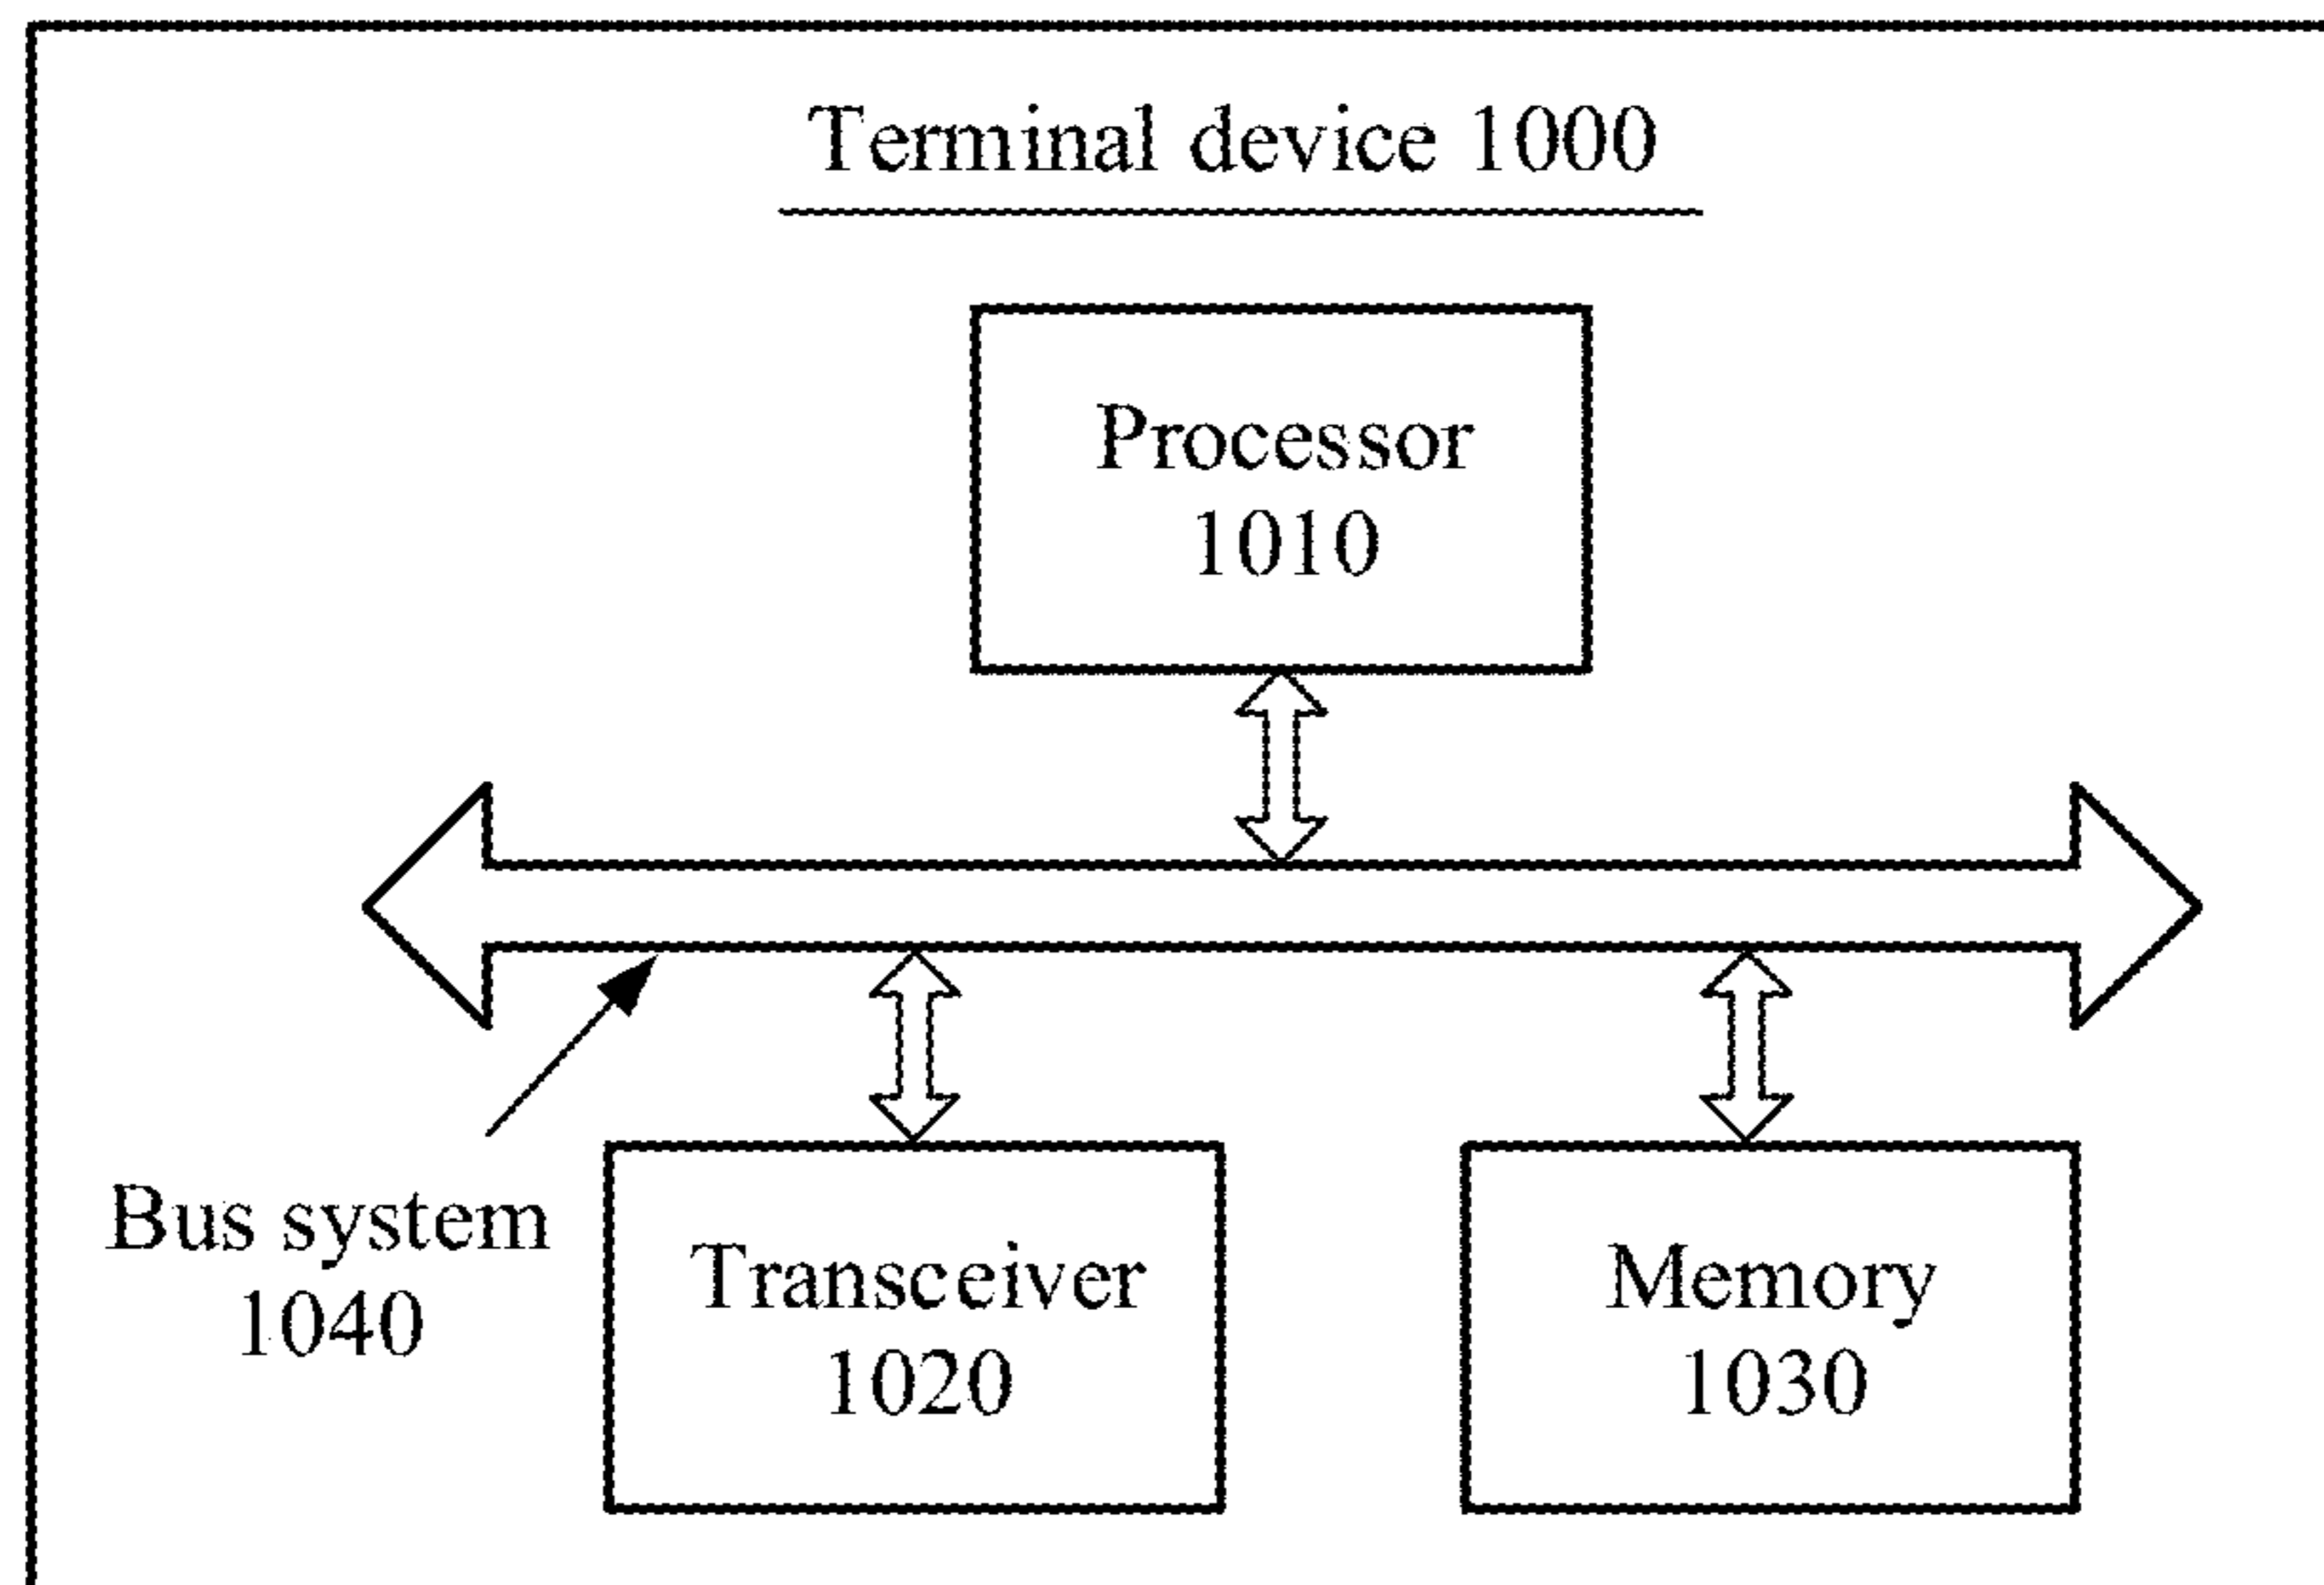 Terminal device 1000
Processor
1010
Bus system
1040
Transceiver
1020
Memory
1030